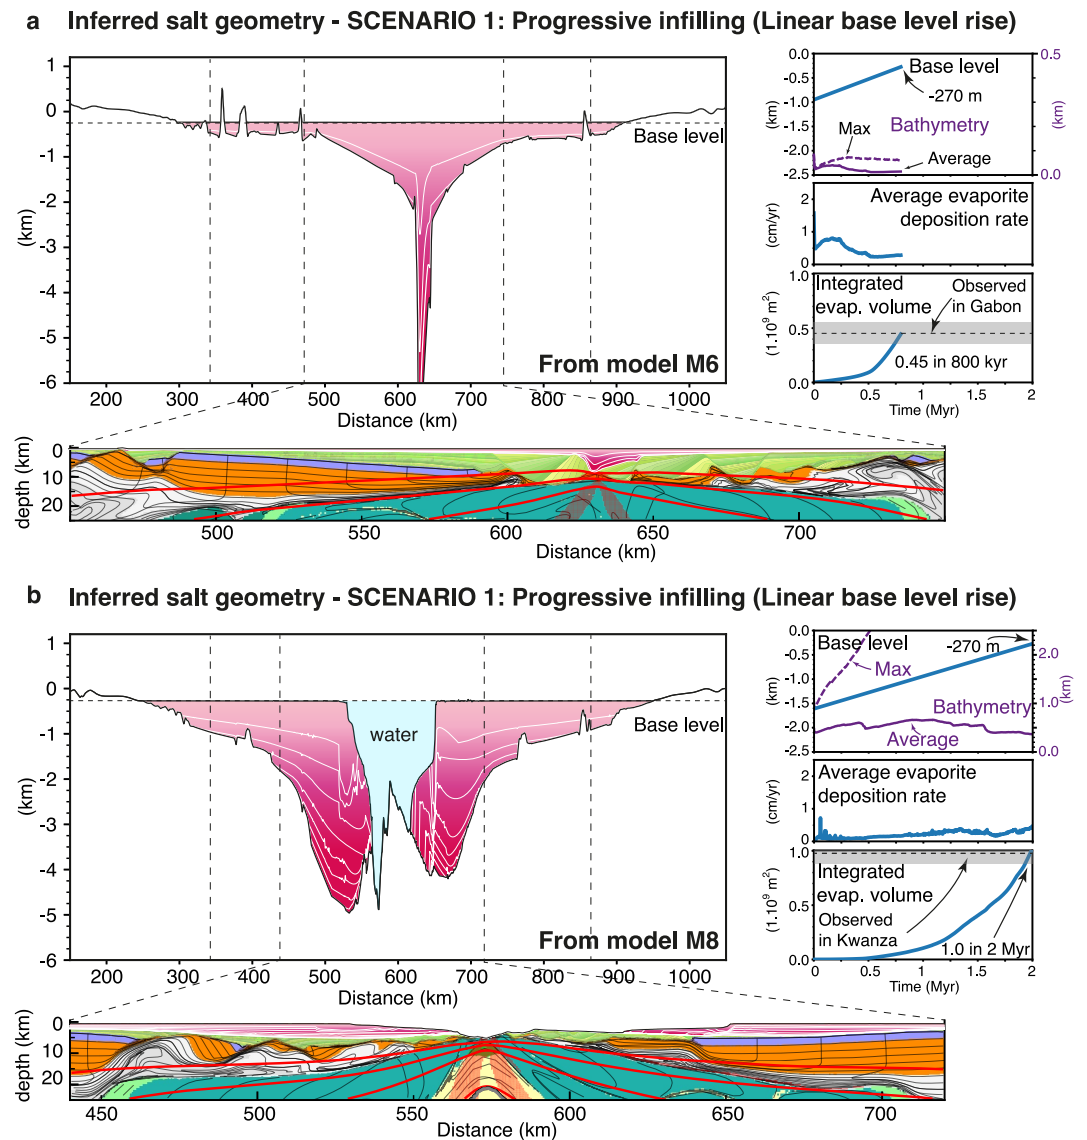 a Inferred salt geometry - SCENARIO 1: Progressive infilling (Linear base level rise)
1
0
-1
-2
-3
-4
-5
-6
(km)
Base level
From model M6
200 300 400 500 600 700 800 900 1000
Distance (km)
0.0
-0.5
-1.0
-1.5
-2.0
-2.5
(km)
0.5
0.0
(km)
Base level
-270 m
Bathymetry
Max
Average
2
1
0
(cm/yr)
Average evaporite
deposition rate
1.0
0.5
0.0
(1.10⁹ m²)
Integrated
evap. volume
Observed
in Gabon
0.45 in 800 kyr
0 0.5 1 1.5 2
Time (Myr)
0
10
20
depth (km)
500 550 600 650 700
Distance (km)
b Inferred salt geometry - SCENARIO 1: Progressive infilling (Linear base level rise)
1
0
-1
-2
-3
-4
-5
-6
(km)
water
Base level
From model M8
200 300 400 500 600 700 800 900 1000
Distance (km)
0.0
-0.5
-1.0
-1.5
-2.0
-2.5
(km)
2.0
1.0
0.0
(km)
Base level
-270 m
Max
Bathymetry
Average
2
1
0
(cm/yr)
Average evaporite
deposition rate
1.0
0.5
0.0
(1.10⁹ m²)
Integrated
evap. volume
Observed
in Kwanza
1.0 in 2 Myr
0 0.5 1 1.5 2
Time (Myr)
0
10
20
depth (km)
450 500 550 600 650 700
Distance (km)